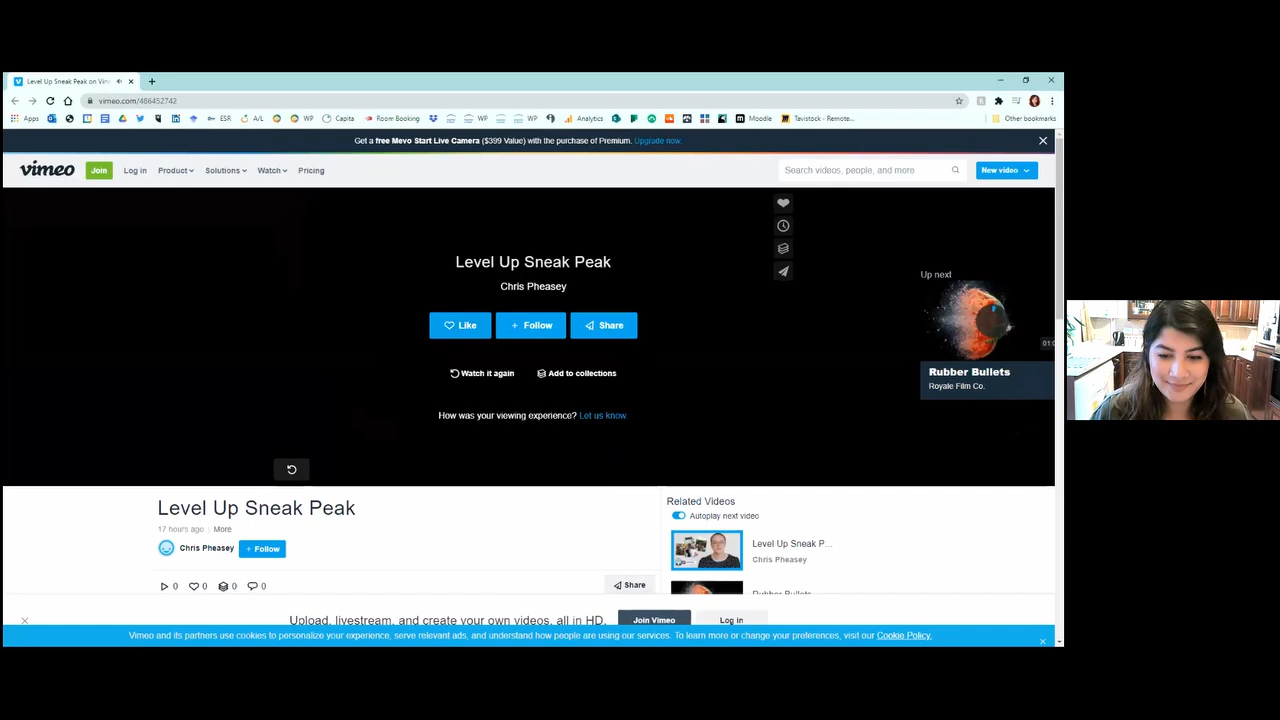 Level Up Sneak Peak on Vim
vimeo.com/486452742
Apps
ESR
A/L
WP
Capita
Room Booking
WP
WP
Analytics
Moodle
Tavistock - Remote...
Other bookmarks
Get a free Mevo Start Live Camera ($399 Value) with the purchase of Premium. Upgrade now.
vimeo
Join
Log in
Product
Solutions
Watch
Pricing
Search videos, people, and more
New video
Level Up Sneak Peak
Chris Pheasey
Like
+ Follow
Share
Watch it again
Add to collections
How was your viewing experience? Let us know.
Up next
Rubber Bullets
Royale Film Co.
Level Up Sneak Peak
17 hours ago | More
Chris Pheasey
+ Follow
0
0
0
0
Share
Related Videos
Autoplay next video
Level Up Sneak P...
Chris Pheasey
Rubber Bullets
Upload, livestream, and create your own videos, all in HD.
Join Vimeo
Log in
Vimeo and its partners use cookies to personalize your experience, serve relevant ads, and understand how people are using our services. To learn more or change your preferences, visit our Cookie Policy.